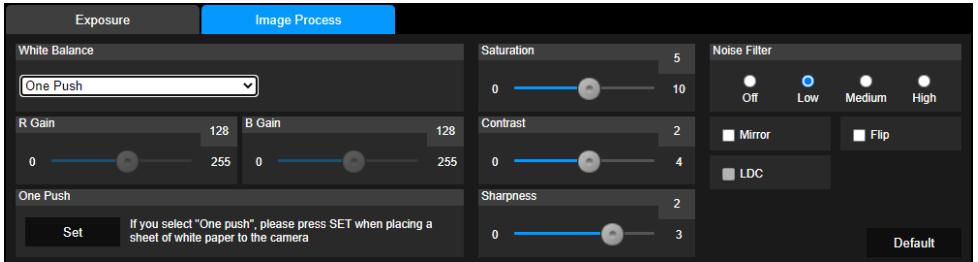 Exposure
Image Process
White Balance
One Push
R Gain
128
0
255
B Gain
128
0
255
One Push
Set
If you select "One push", please press SET when placing a
sheet of white paper to the camera
Saturation
5
0
10
Contrast
2
0
4
Sharpness
2
0
3
Noise Filter
Off
Low
Medium
High
Mirror
Flip
LDC
Default